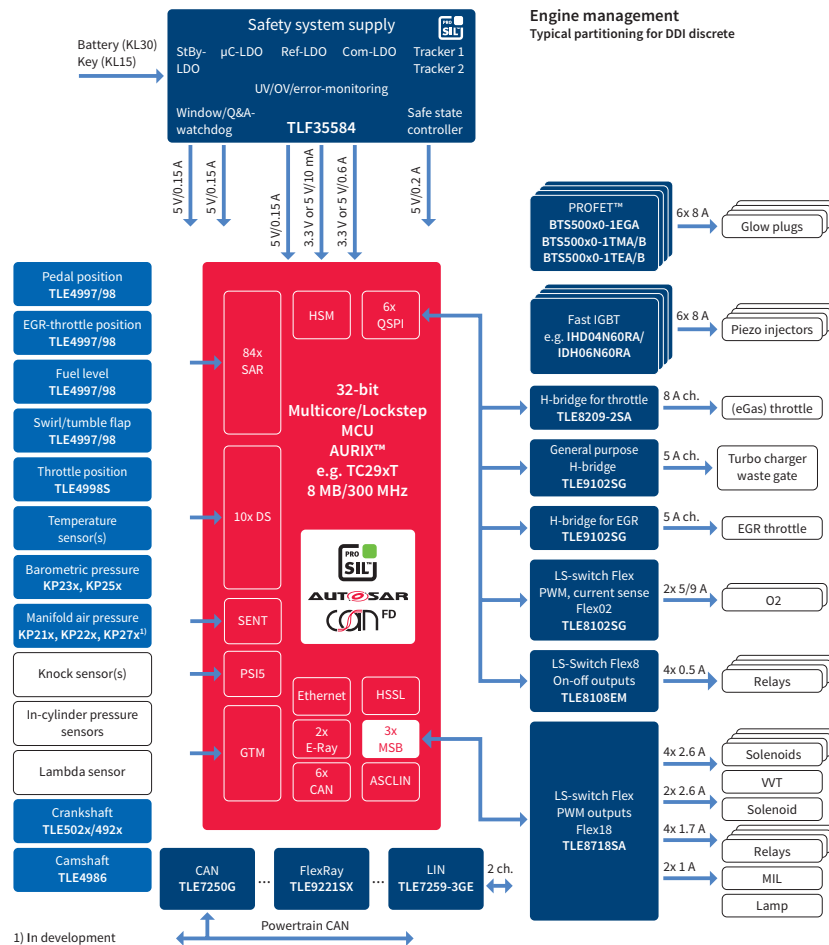 Engine management
Typical partitioning for DDI discrete
Safety system supply
PRO
SIL™
Battery (KL30)
Key (KL15)
StBy-
LDO
µC-LDO
Ref-LDO
Com-LDO
Tracker 1
Tracker 2
UV/OV/error-monitoring
Window/Q&A-
watchdog
TLF35584
Safe state
controller
5 V/0.15 A
5 V/0.15 A
5 V/0.15 A
3.3 V or 5 V/10 mA
3.3 V or 5 V/0.6 A
5 V/0.2 A
Pedal position
TLE4997/98
EGR-throttle position
TLE4997/98
Fuel level
TLE4997/98
Swirl/tumble flap
TLE4997/98
Throttle position
TLE4998S
Temperature
sensor(s)
Barometric pressure
KP23x, KP25x
Manifold air pressure
KP21x, KP22x, KP27x1)
Knock sensor(s)
In-cylinder pressure
sensors
Lambda sensor
Crankshaft
TLE502x/492x
Camshaft
TLE4986
84x
SAR
HSM
6x
QSPI
32-bit
Multicore/Lockstep
MCU
AURIX™
e.g. TC29xT
8 MB/300 MHz
10x DS
PRO
SIL™
AUTOSAR
CAN FD
SENT
PSI5
GTM
Ethernet
HSSL
2x
E-Ray
3x
MSB
6x
CAN
ASCLIN
CAN
TLE7250G
...
FlexRay
TLE9221SX
...
LIN
TLE7259-3GE
2 ch.
Powertrain CAN
PROFET™
BTS500x0-1EGA
BTS500x0-1TMA/B
BTS500x0-1TEA/B
6x 8 A
Glow plugs
Fast IGBT
e.g. IHD04N60RA/
IDH06N60RA
6x 8 A
Piezo injectors
H-bridge for throttle
TLE8209-2SA
8 A ch.
(eGas) throttle
General purpose
H-bridge
TLE9102SG
5 A ch.
Turbo charger
waste gate
H-bridge for EGR
TLE9102SG
5 A ch.
EGR throttle
LS-switch Flex
PWM, current sense
Flex02
TLE8102SG
2x 5/9 A
O2
LS-Switch Flex8
On-off outputs
TLE8108EM
4x 0.5 A
Relays
LS-switch Flex
PWM outputs
Flex18
TLE8718SA
4x 2.6 A
Solenoids
VVT
2x 2.6 A
Solenoid
4x 1.7 A
Relays
2x 1 A
MIL
Lamp
1) In development